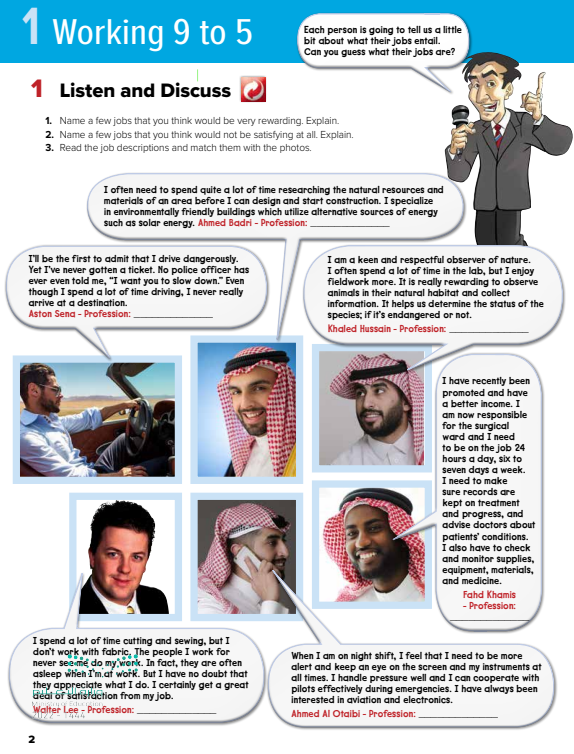 1 Working 9 to 5
Each person is going to tell us a little
bit about what their jobs entail.
Can you guess what their jobs are?
1 Listen and Discuss
1. Name a few jobs that you think would be very rewarding. Explain.
2. Name a few jobs that you think would not be satisfying at all. Explain.
3. Read the job descriptions and match them with the photos.
I often need to spend quite a lot of time researching the natural resources and
materials of an area before I can design and start construction. I specialize
in environmentally friendly buildings which utilize alternative sources of energy
such as solar energy. Ahmed Badri - Profession: _______________
I'll be the first to admit that I drive dangerously.
Yet I've never gotten a ticket. No police officer has
ever even told me, "I want you to slow down." Even
though I spend a lot of time driving, I never really
arrive at a destination.
Aston Sena - Profession: _______________
I am a keen and respectful observer of nature.
I often spend a lot of time in the lab, but I enjoy
fieldwork more. It is really rewarding to observe
animals in their natural habitat and collect
information. It helps us determine the status of the
species; if it's endangered or not.
Khaled Hussain - Profession: _______________
I have recently been
promoted and have
a better income. I
am now responsible
for the surgical
ward and I need
to be on the job 24
hours a day, six to
seven days a week.
I need to make
sure records are
kept on treatment
and progress, and
advise doctors about
patients' conditions.
I also have to check
and monitor supplies,
equipment, materials,
and medicine.
Fahd Khamis
- Profession:
_______________
I spend a lot of time cutting and sewing, but I
don't work with fabric. The people I work for
never see me do my work. In fact, they are often
asleep when I'm at work. But I have no doubt that
they appreciate what I do. I certainly get a great
deal of satisfaction from my job.
Walter Lee - Profession: _______________
When I am on night shift, I feel that I need to be more
alert and keep an eye on the screen and my instruments at
all times. I handle pressure well and I can cooperate with
pilots effectively during emergencies. I have always been
interested in aviation and electronics.
Ahmed Al Otaibi - Profession: _______________
وزارة التعليم
Ministry of Education
2022 - 1444
2